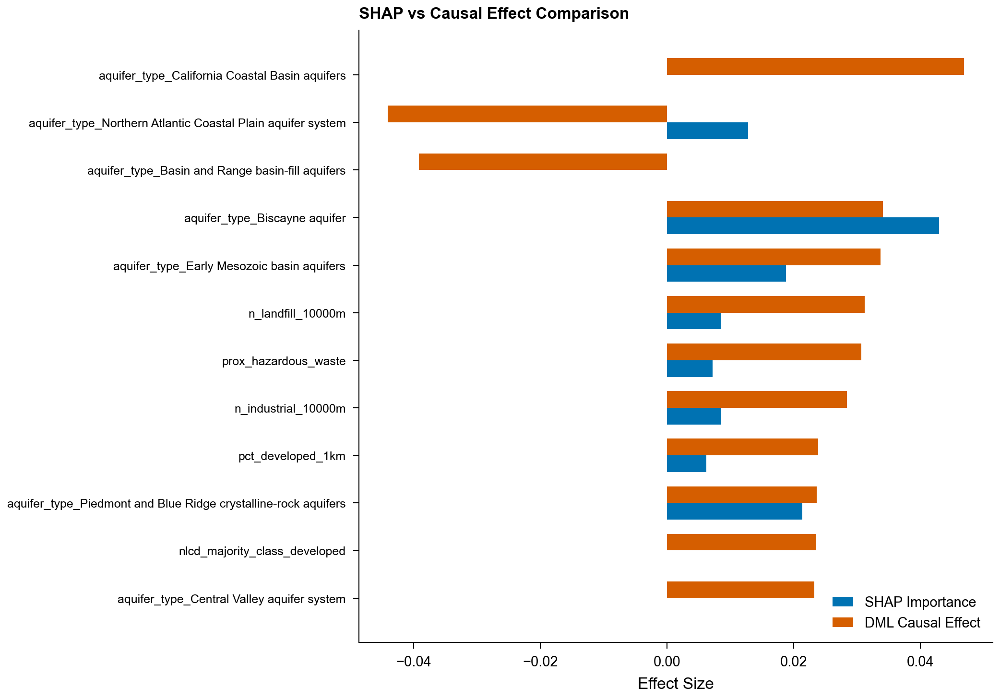 SHAP vs Causal Effect Comparison
aquifer_type_California Coastal Basin aquifers
aquifer_type_Northern Atlantic Coastal Plain aquifer system
aquifer_type_Basin and Range basin-fill aquifers
aquifer_type_Biscayne aquifer
aquifer_type_Early Mesozoic basin aquifers
n_landfill_10000m
prox_hazardous_waste
n_industrial_10000m
pct_developed_1km
aquifer_type_Piedmont and Blue Ridge crystalline-rock aquifers
nlcd_majority_class_developed
aquifer_type_Central Valley aquifer system
SHAP Importance
DML Causal Effect
−0.04 −0.02 0.00 0.02 0.04
Effect Size